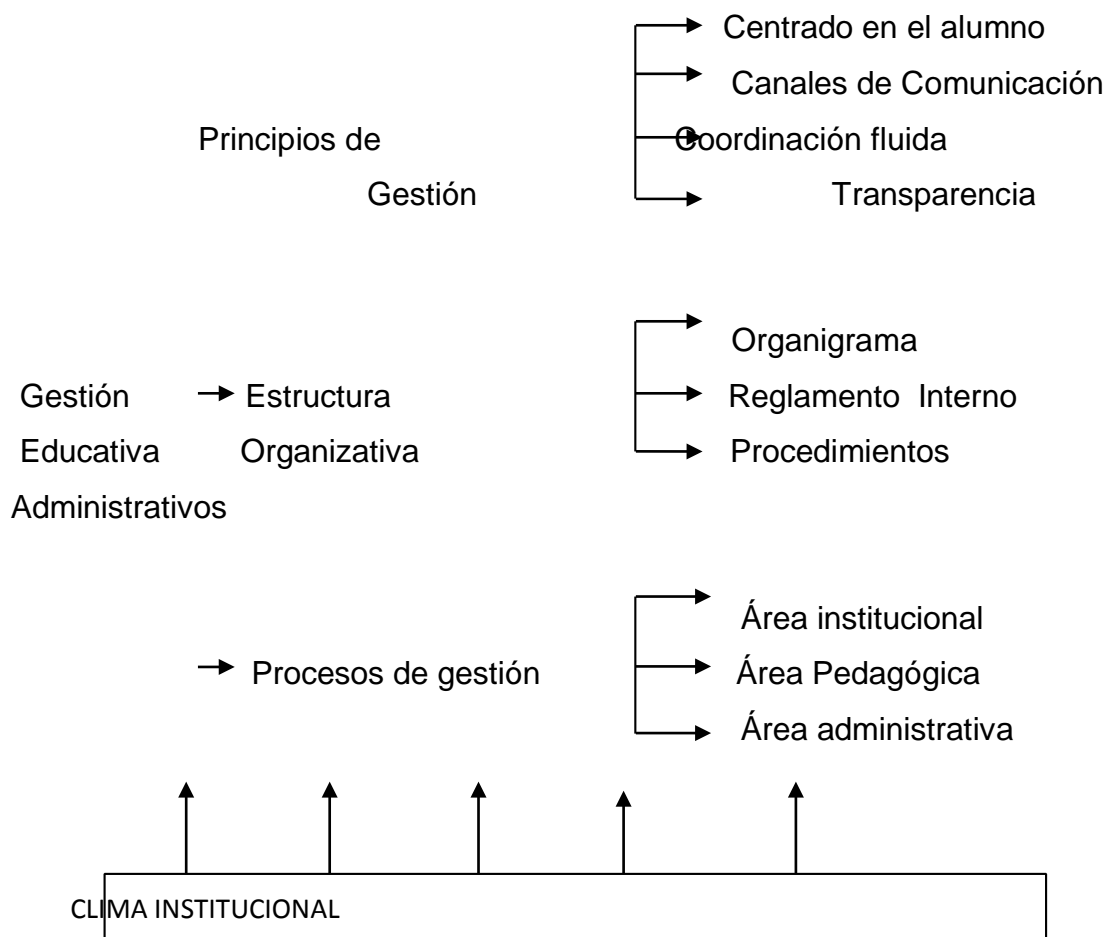 Centrado en el alumno
Canales de Comunicación
Principios de Coordinación fluida
Gestión Transparencia
Organigrama
Gestión Estructura Reglamento Interno
Educativa Organizativa Procedimientos
Administrativos
Área institucional
Procesos de gestión Área Pedagógica
Área administrativa
CLIMA INSTITUCIONAL